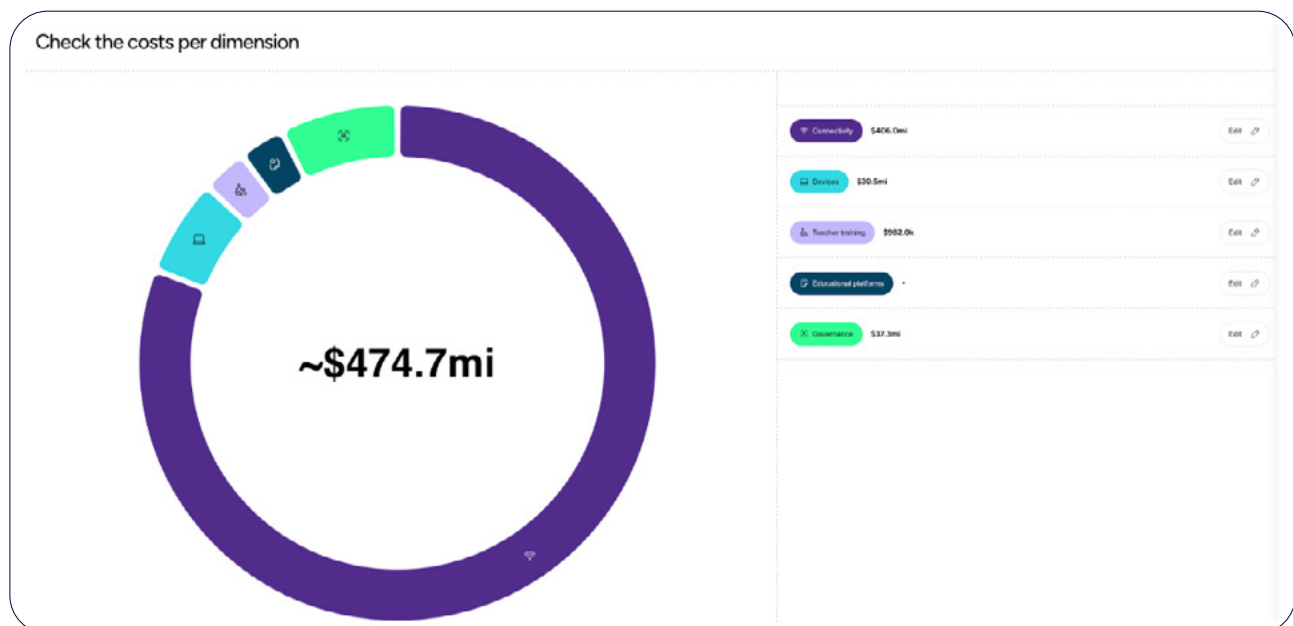 Check the costs per dimension
~$474.7mi
Connectivity $406.0mi Edit
Devices $30.5mi Edit
Teacher training $982.0k Edit
Educational platforms - Edit
Governance $37.3mi Edit